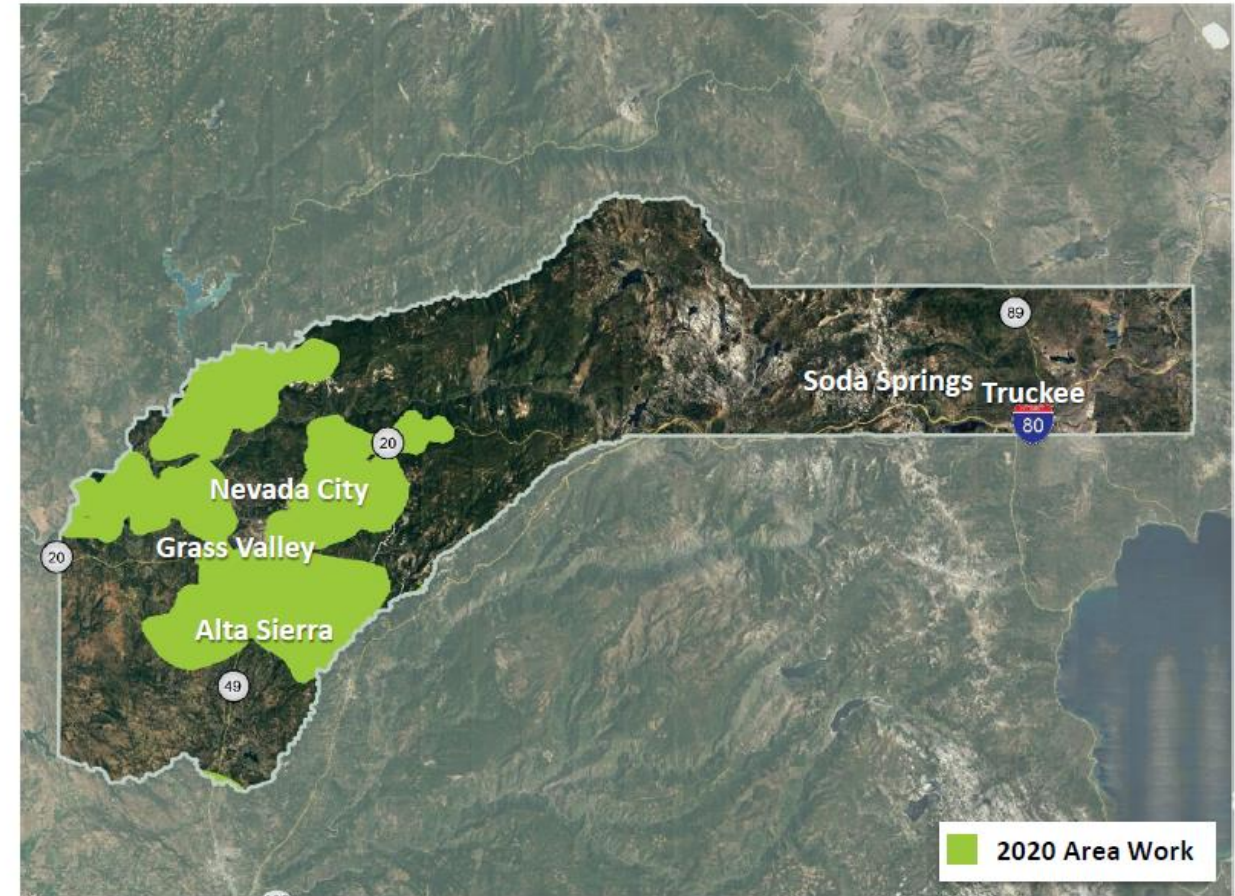 89
Soda Springs
Truckee
80
20
Nevada City
Grass Valley
20
Alta Sierra
49
2020 Area Work